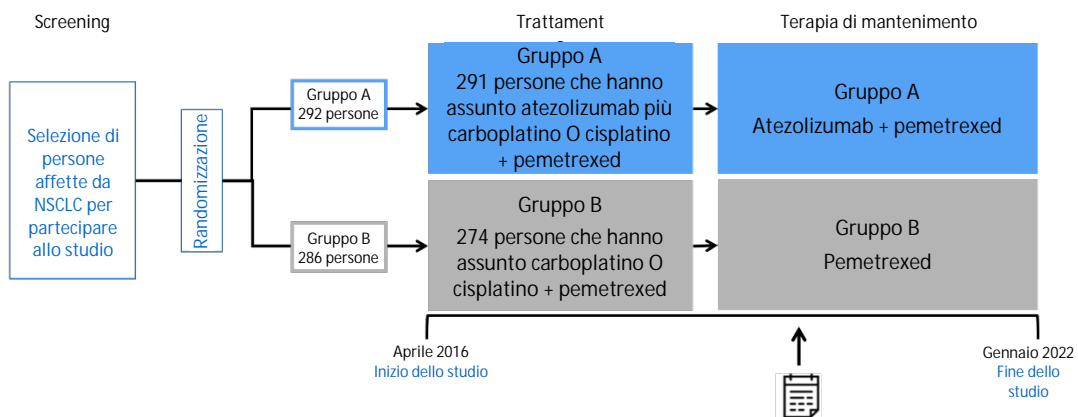 Screening
Trattament
Terapia di mantenimento
Selezione di
persone
affette da
NSCLC per
partecipare
allo studio
Randomizzazione
Gruppo A
292 persone
Gruppo A
291 persone che hanno
assunto atezolizumab più
carboplatino O cisplatino
+ pemetrexed
Gruppo A
Atezolizumab + pemetrexed
Gruppo B
286 persone
Gruppo B
274 persone che hanno
assunto carboplatino O
cisplatino + pemetrexed
Gruppo B
Pemetrexed
Aprile 2016
Inizio dello studio
Gennaio 2022
Fine dello
studio